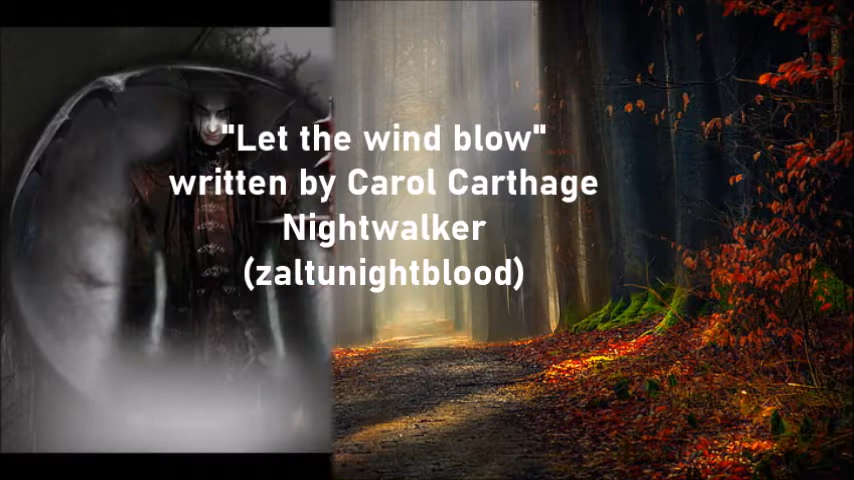 "Let the wind blow"
written by Carol Carthage
Nightwalker
(zaltunightblood)